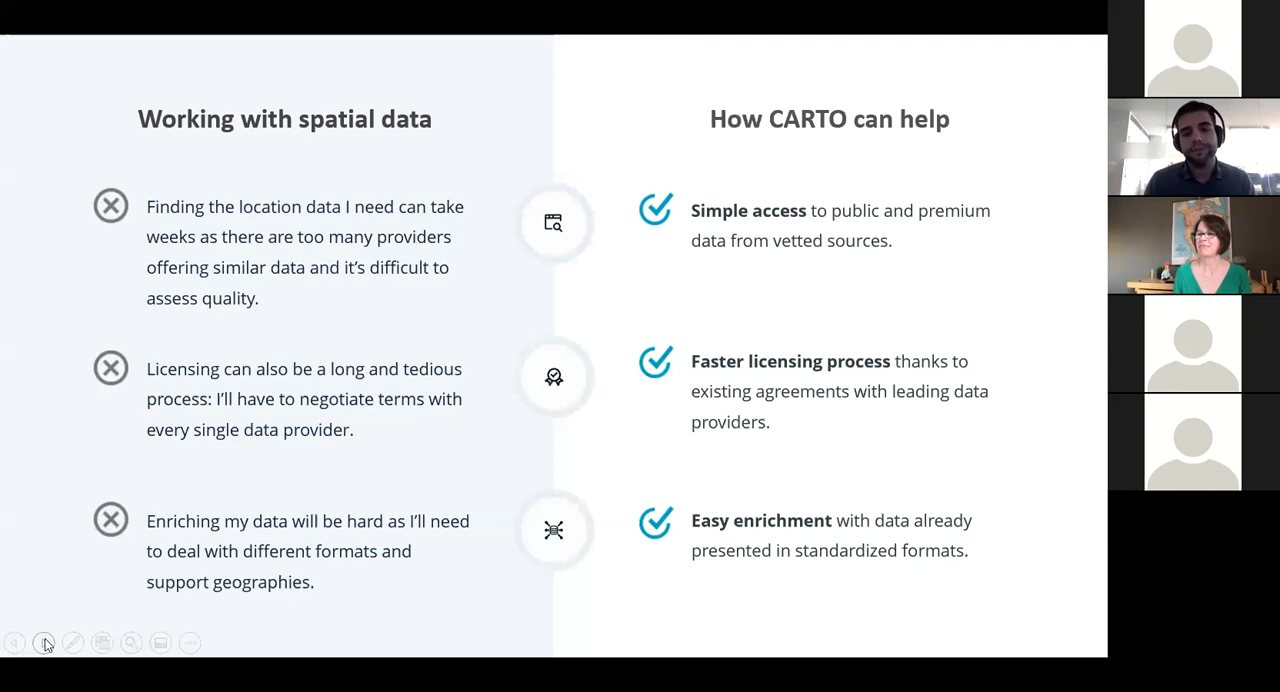 Working with spatial data
Finding the location data I need can take
weeks as there are too many providers
offering similar data and it's difficult to
assess quality.
Licensing can also be a long and tedious
process: I'll have to negotiate terms with
every single data provider.
Enriching my data will be hard as I'll need
to deal with different formats and
support geographies.
How CARTO can help
Simple access to public and premium
data from vetted sources.
Faster licensing process thanks to
existing agreements with leading data
providers.
Easy enrichment with data already
presented in standardized formats.